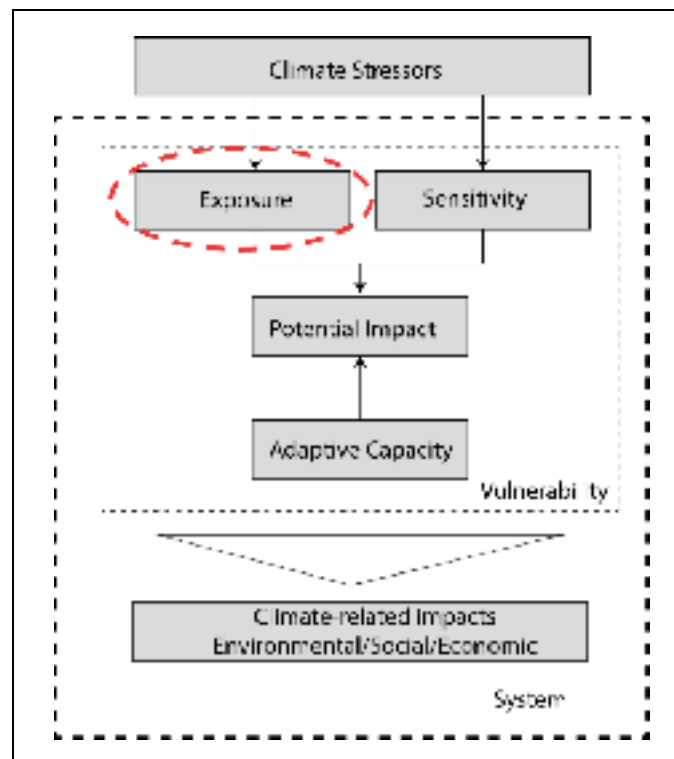 Climate Stressors
Exposure
Sensitivity
Potential Impact
Adaptive Capacity
Vulnerability
Climate-related Impacts
Environmental/Social/Economic
System